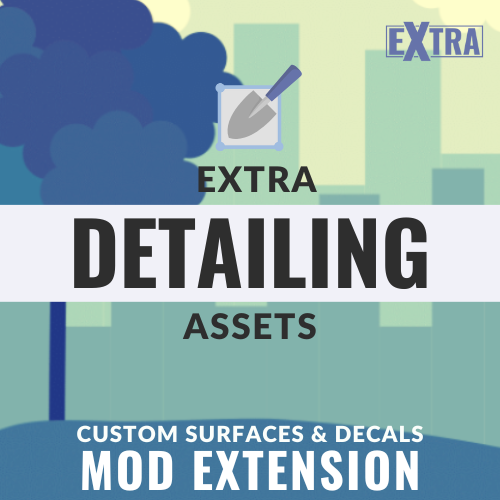 EXTRA
EXTRA
DETAILING
ASSETS
CUSTOM SURFACES & DECALS
MOD EXTENSION